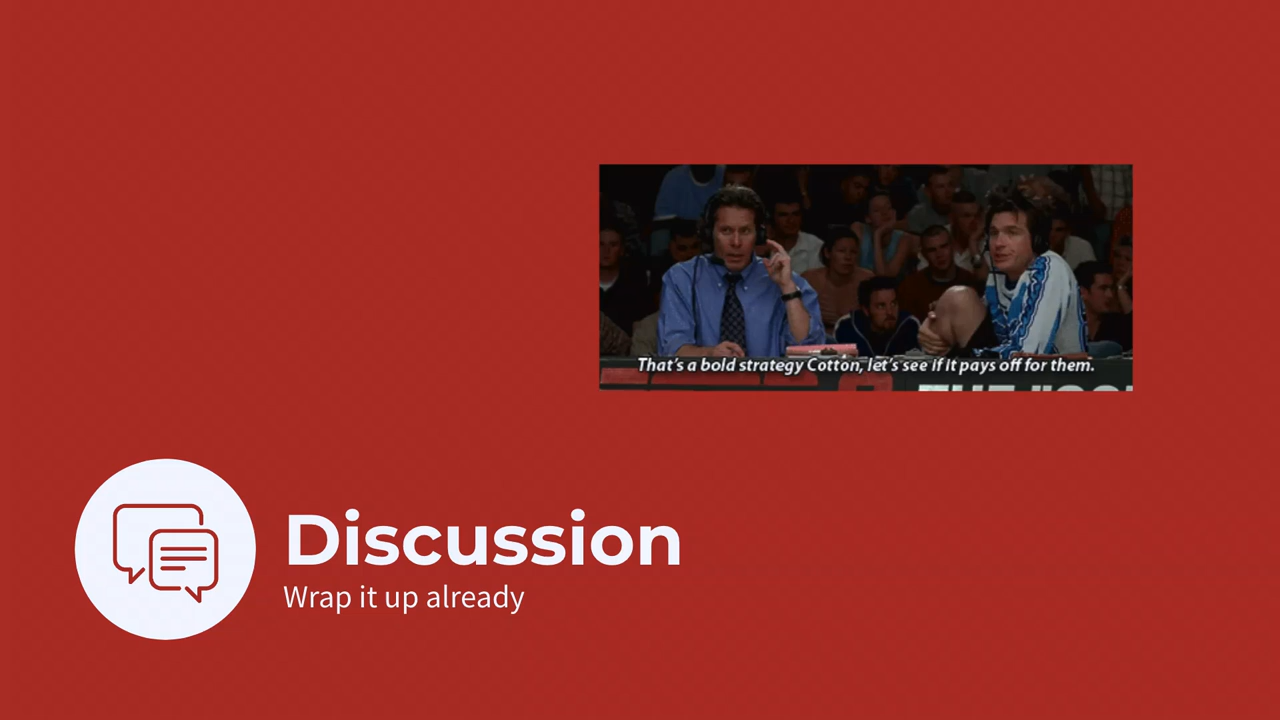 That's a bold strategy Cotton, let's see if it pays off for them.
Discussion
Wrap it up already